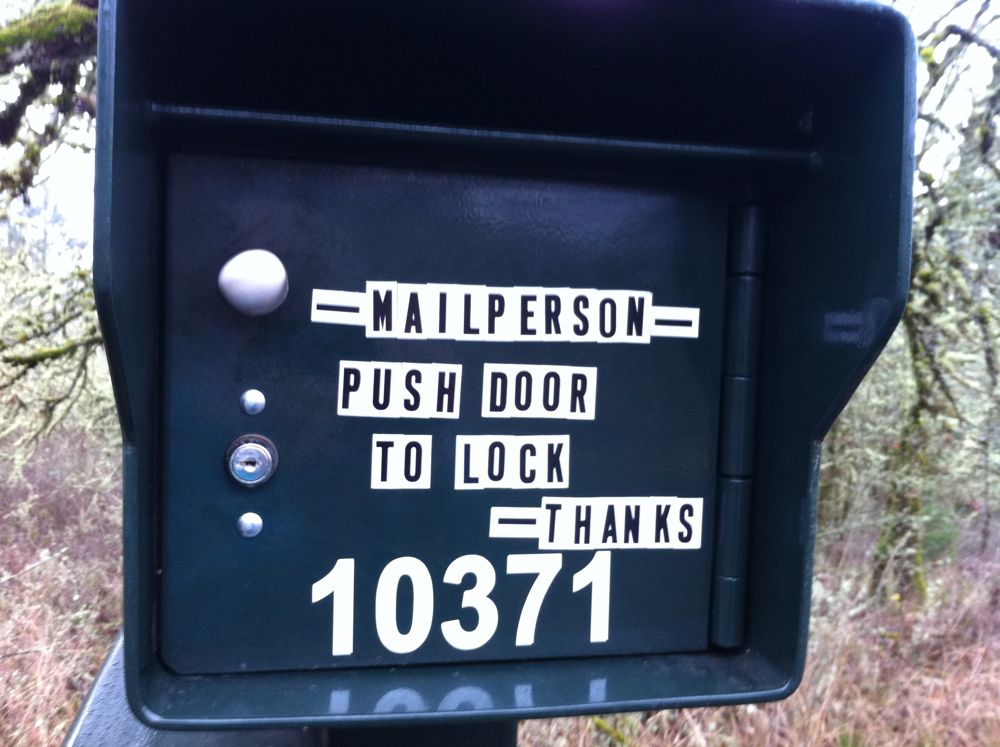 -MAILPERSON-
PUSH DOOR
TO LOCK
-THANKS
10371